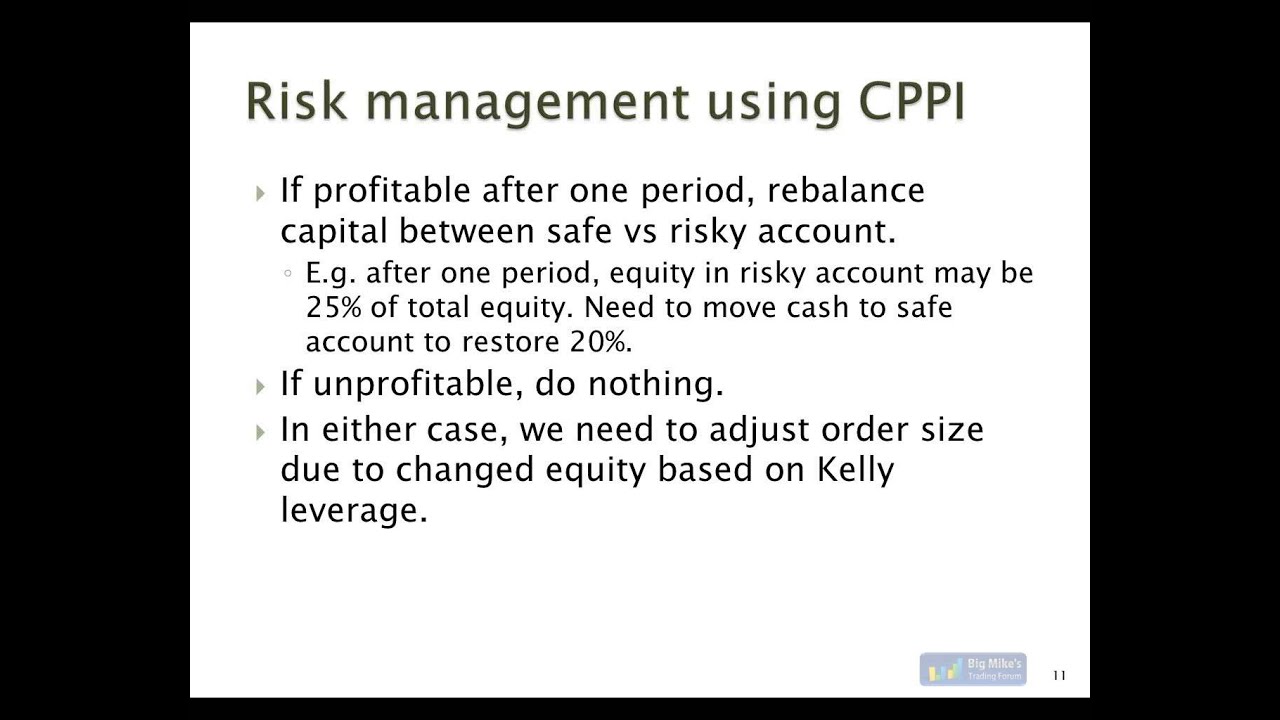 Risk management using CPPI
If profitable after one period, rebalance
capital between safe vs risky account.
E.g. after one period, equity in risky account may be
25% of total equity. Need to move cash to safe
account to restore 20%.
If unprofitable, do nothing.
In either case, we need to adjust order size
due to changed equity based on Kelly
leverage.
Big Mike's
Trading Forum
11